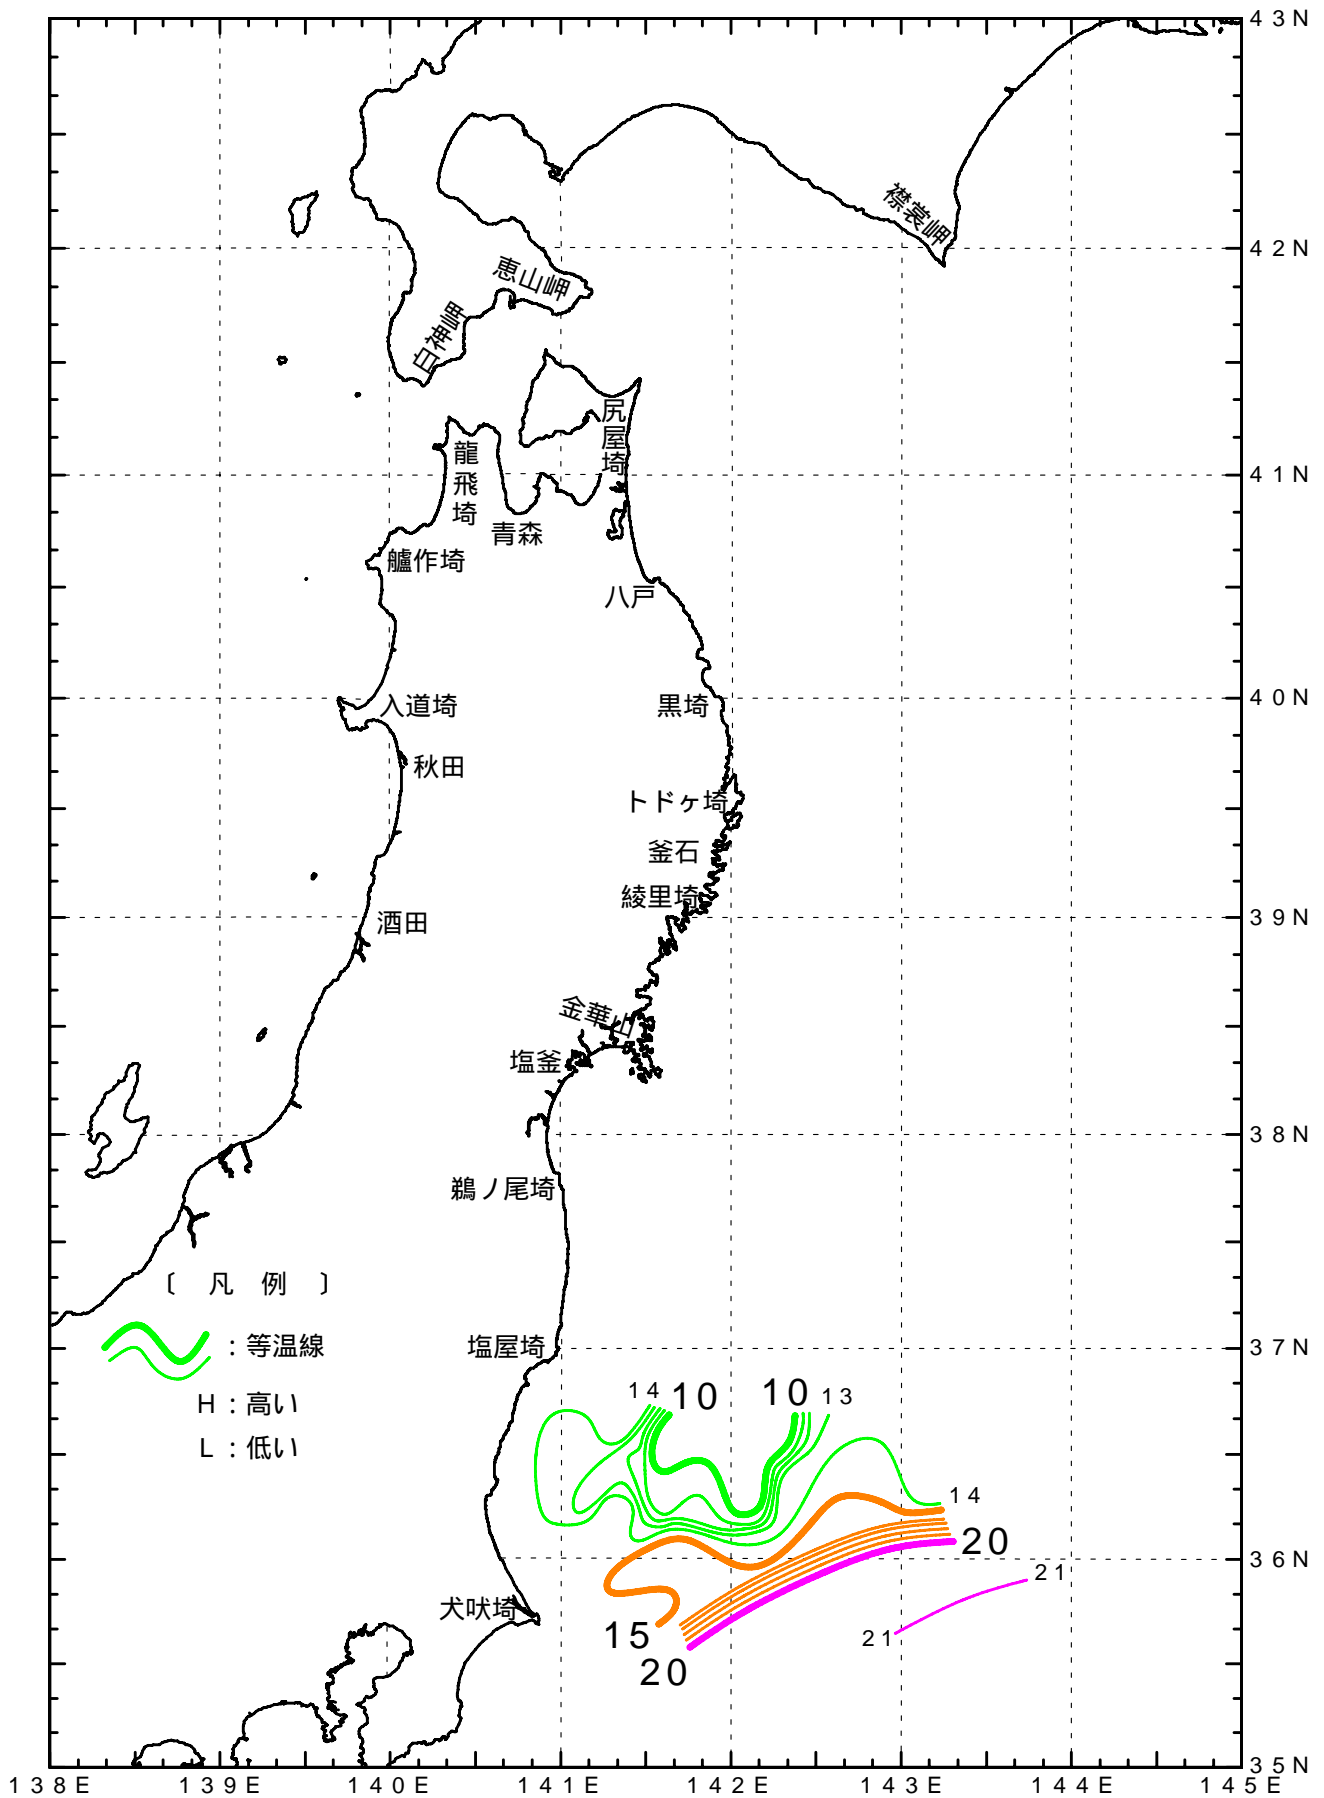 43N
襟裳岬
42N
恵山岬
白神岬
尻屋埼
龍飛埼
41N
青森
艫作埼
八戸
入道埼
黒埼
40N
秋田
トドヶ埼
釜石
綾里埼
酒田
39N
金華山
塩釜
38N
鵜ノ尾埼
〔 凡 例 〕
：等温線
塩屋埼
37N
H：高い
L：低い
14 10 10 13
14
20
36N
21
犬吠埼
15
21
20
35N
138E 139E 140E 141E 142E 143E 144E 145E